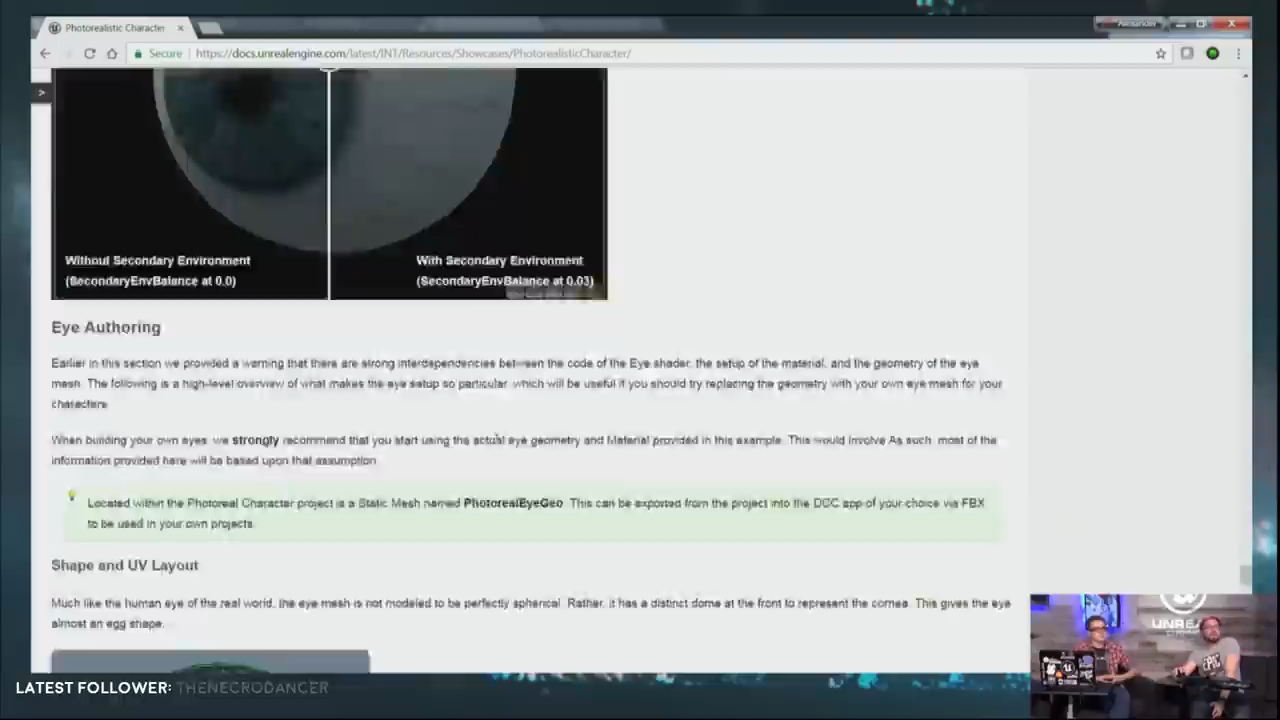 Photorealistic Character
Secure
https://docs.unrealengine.com/latest/INT/Resources/Showcases/PhotorealisticCharacter/
>
Without Secondary Environment
(SecondaryEnvBalance at 0.0)
With Secondary Environment
(SecondaryEnvBalance at 0.03)
Eye Authoring
Earlier in this section we provided a warning that there are strong interdependencies between the code of the Eye shader, the setup of the material, and the geometry of the eye
mesh. The following is a high-level overview of what makes the eye setup so particular, which will be useful if you should try replacing the geometry with your own eye mesh for your
characters.
When building your own eyes, we strongly recommend that you start using the actual eye geometry and Material provided in this example. This would involve As such, most of the
information provided here will be based upon that assumption.
Located within the Photoreal Character project is a Static Mesh named PhotorealEyeGeo. This can be exported from the project into the DCC app of your choice via FBX
to be used in your own projects.
Shape and UV Layout
Much like the human eye of the real world, the eye mesh is not modeled to be perfectly spherical. Rather, it has a distinct dome at the front to represent the cornea. This gives the eye
almost an egg shape.
UNREAL
EPIC
LATEST FOLLOWER: THENECRODANCER